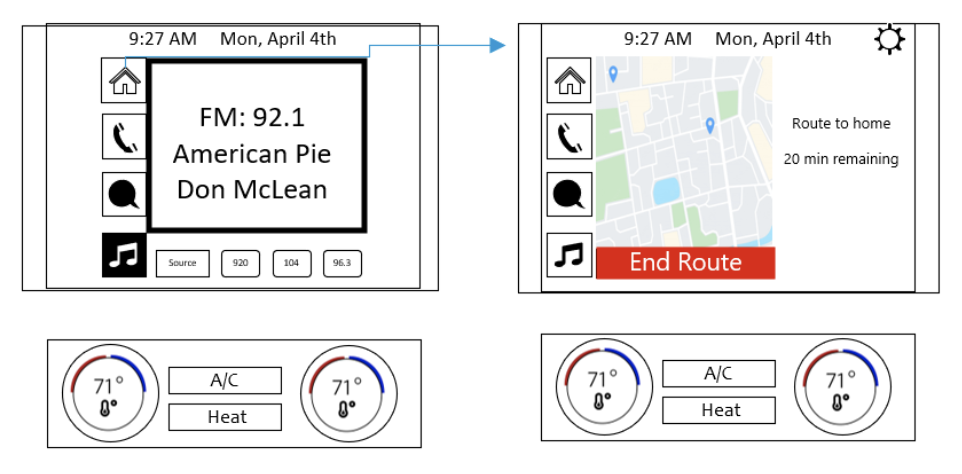 9:27 AM Mon, April 4th
FM: 92.1
American Pie
Don McLean
Source 920 104 96.3
71°
A/C
Heat
71°
9:27 AM Mon, April 4th
Route to home
20 min remaining
End Route
71°
A/C
Heat
71°